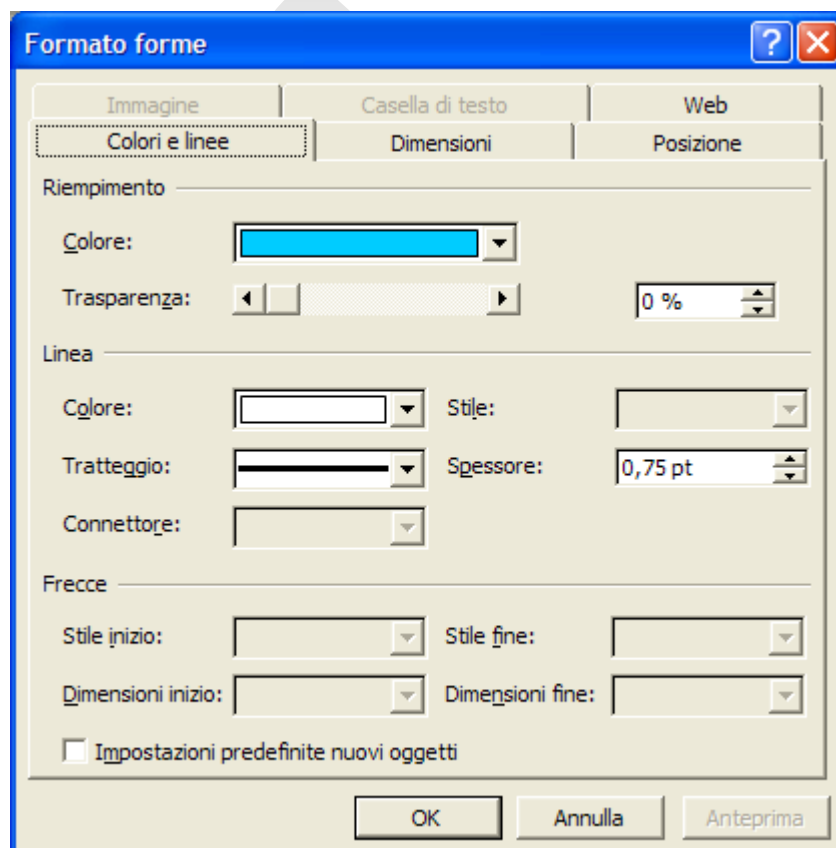 Formato forme
Immagine Casella di testo Web
Colori e linee Dimensioni Posizione
Riempimento
Colore:
Trasparenza: 0 %
Linea
Colore: Stile:
Tratteggio: Spessore: 0,75 pt
Connettore:
Frecce
Stile inizio: Stile fine:
Dimensioni inizio: Dimensioni fine:
Impostazioni predefinite nuovi oggetti
OK Annulla Anteprima